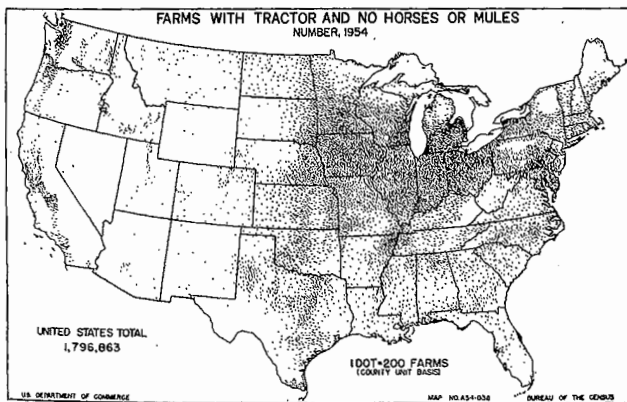 FARMS WITH TRACTOR AND NO HORSES OR MULES
NUMBER, 1954
UNITED STATES TOTAL
1,796,863
1 DOT=200 FARMS
(COUNTY UNIT BASIS)
U.S. DEPARTMENT OF COMMERCE
MAP NO. A54-038
BUREAU OF THE CENSUS